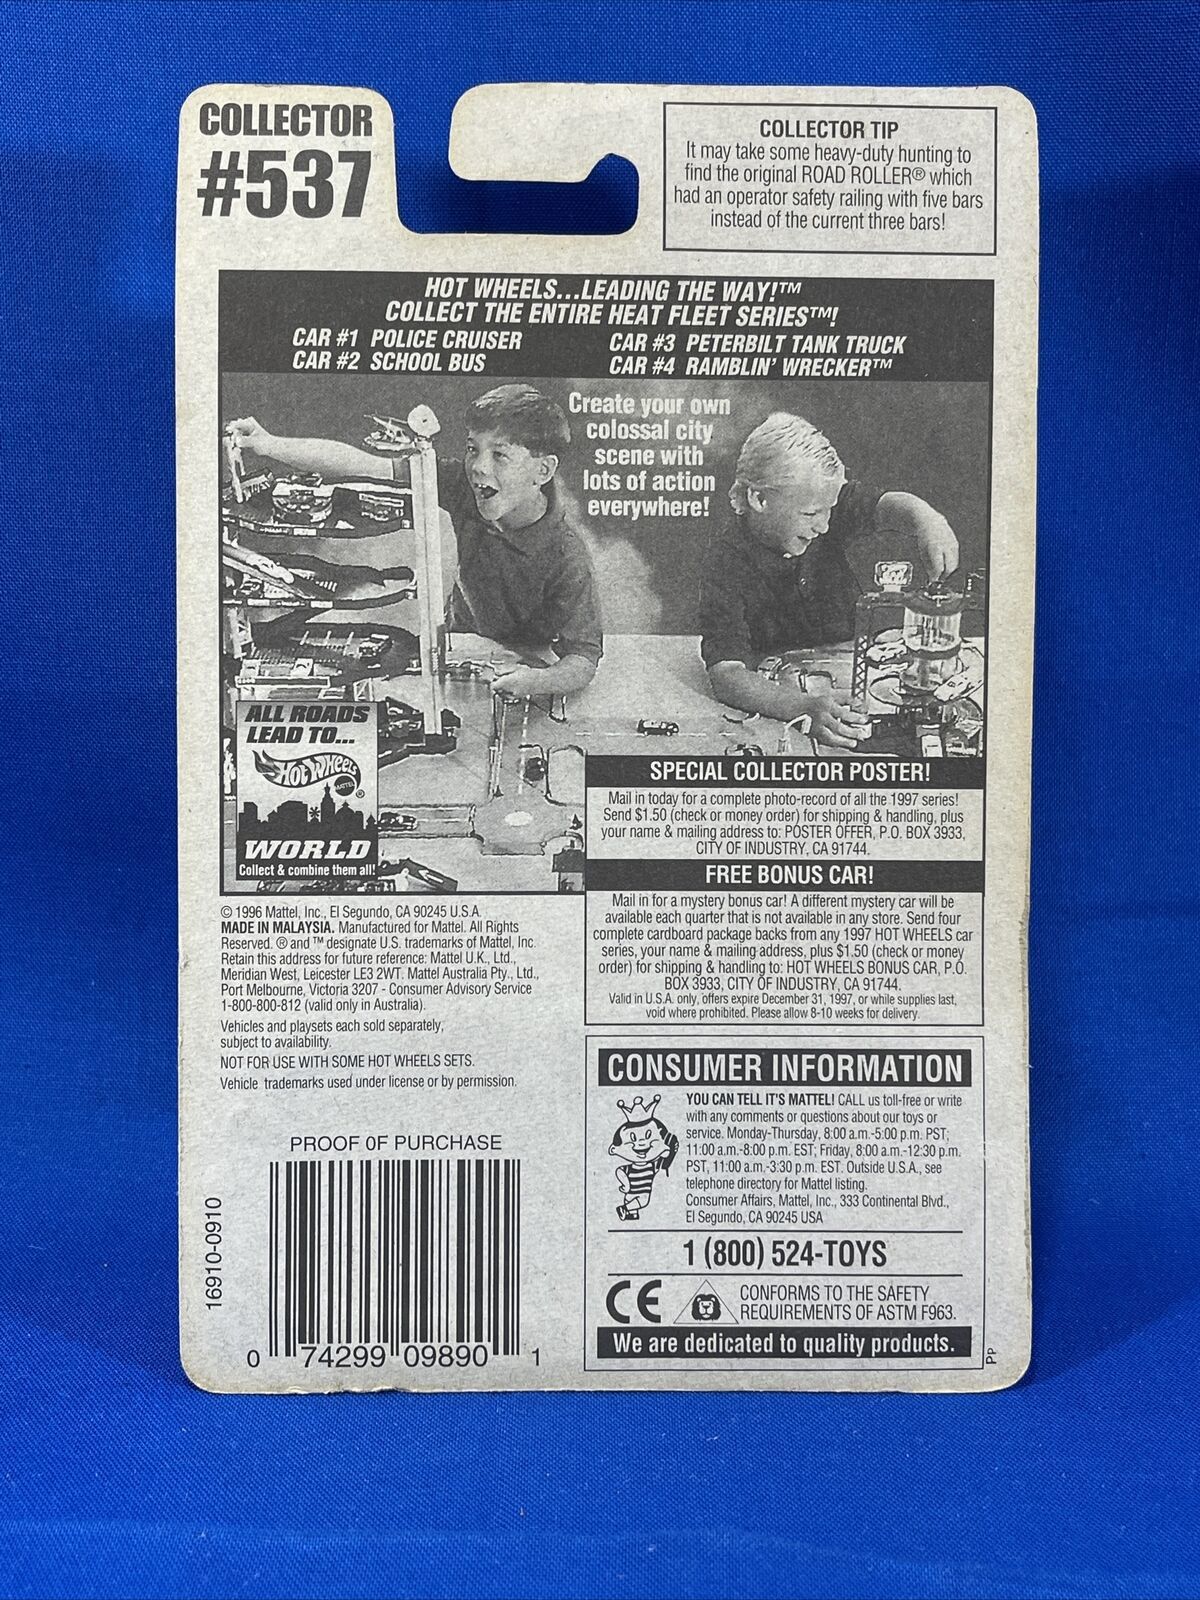 COLLECTOR
#537
COLLECTOR TIP
It may take some heavy-duty hunting to
find the original ROAD ROLLER® which
had an operator safety railing with five bars
instead of the current three bars!
HOT WHEELS...LEADING THE WAY!™
COLLECT THE ENTIRE HEAT FLEET SERIES™!
CAR #1 POLICE CRUISER
CAR #2 SCHOOL BUS
CAR #3 PETERBILT TANK TRUCK
CAR #4 RAMBLIN' WRECKER™
Create your own
colossal city
scene with
lots of action
everywhere!
ALL ROADS
LEAD TO...
HOT WHEELS
MATTEL
®
WORLD
Collect & combine them all!
SPECIAL COLLECTOR POSTER!
Mail in today for a complete photo-record of all the 1997 series!
Send $1.50 (check or money order) for shipping & handling, plus
your name & mailing address to: POSTER OFFER, P.O. BOX 3933,
CITY OF INDUSTRY, CA 91744.
FREE BONUS CAR!
Mail in for a mystery bonus car! A different mystery car will be
available each quarter that is not available in any store. Send four
complete cardboard package backs from any 1997 HOT WHEELS car
series, your name & mailing address, plus $1.50 (check or money
order) for shipping & handling to: HOT WHEELS BONUS CAR, P.O.
BOX 3933, CITY OF INDUSTRY, CA 91744.
Valid in U.S.A. only, offers expire December 31, 1997, or while supplies last,
void where prohibited. Please allow 8-10 weeks for delivery.
© 1996 Mattel, Inc., El Segundo, CA 90245 U.S.A.
MADE IN MALAYSIA. Manufactured for Mattel. All Rights
Reserved. ® and ™ designate U.S. trademarks of Mattel, Inc.
Retain this address for future reference: Mattel U.K., Ltd.,
Meridian West, Leicester LE3 2WT. Mattel Australia Pty., Ltd.,
Port Melbourne, Victoria 3207 - Consumer Advisory Service
1-800-800-812 (valid only in Australia).
Vehicles and playsets each sold separately,
subject to availability.
NOT FOR USE WITH SOME HOT WHEELS SETS.
Vehicle trademarks used under license or by permission.
PROOF OF PURCHASE
16910-0910
0 74299 09890 1
CONSUMER INFORMATION
YOU CAN TELL IT'S MATTEL! CALL us toll-free or write
with any comments or questions about our toys or
service. Monday-Thursday, 8:00 a.m.-5:00 p.m. PST;
11:00 a.m.-8:00 p.m. EST; Friday, 8:00 a.m.-12:30 p.m.
PST, 11:00 a.m.-3:30 p.m. EST. Outside U.S.A., see
telephone directory for Mattel listing.
Consumer Affairs, Mattel, Inc., 333 Continental Blvd.,
El Segundo, CA 90245 USA
1 (800) 524-TOYS
CE
CONFORMS TO THE SAFETY
REQUIREMENTS OF ASTM F963.
We are dedicated to quality products.
PP